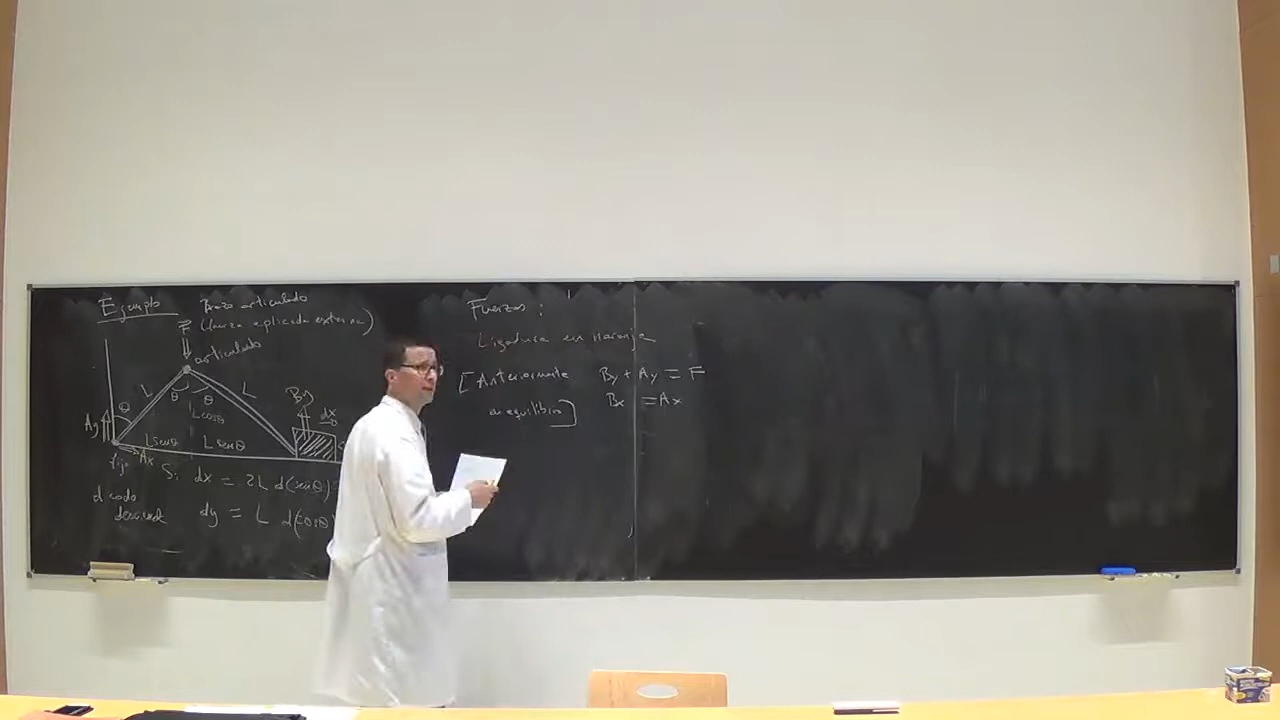 Ejemplo Brazo articulado
F (fuerza aplicada externa)
articulado
L L
θ θ θ
L cosθ
By
dx
Ay
L senθ L senθ
fijo Ax
Si dx = 2L d(senθ)
el codo
desciende dy = L d(cosθ)
Fuerzas:
Ligadura en naranja
[Anteriormente By + Ay = F
en equilibrio] Bx = Ax